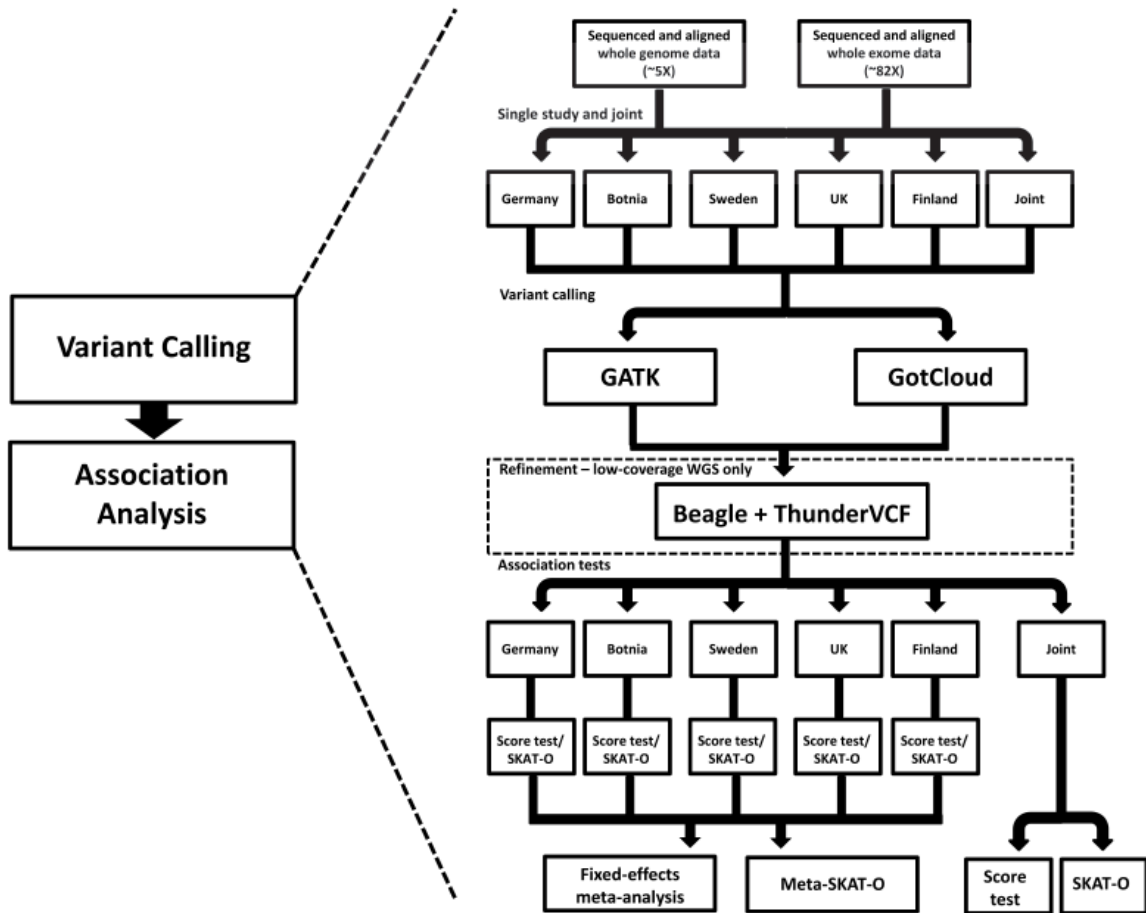 Sequenced and aligned
whole genome data
(~5X)
Sequenced and aligned
whole exome data
(~82X)
Single study and joint
Germany
Botnia
Sweden
UK
Finland
Joint
Variant calling
Variant Calling
GATK
GotCloud
Association
Analysis
Refinement – low-coverage WGS only
Beagle + ThunderVCF
Association tests
Germany
Botnia
Sweden
UK
Finland
Joint
Score test/
SKAT-O
Score test/
SKAT-O
Score test/
SKAT-O
Score test/
SKAT-O
Score test/
SKAT-O
Fixed-effects
meta-analysis
Meta-SKAT-O
Score
test
SKAT-O